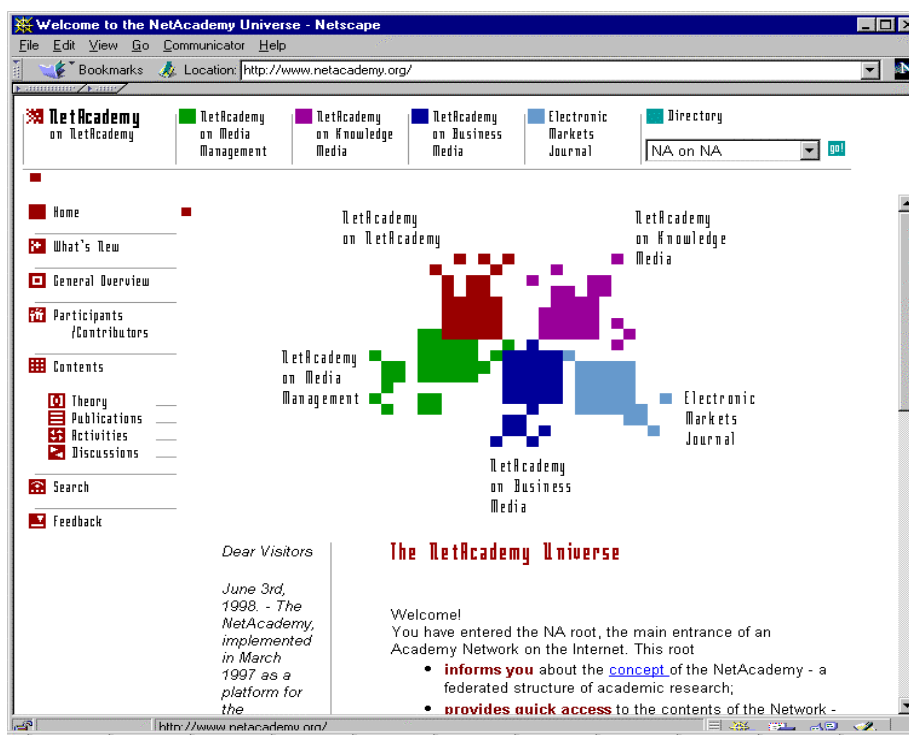 Welcome to the NetAcademy Universe - Netscape
File Edit View Go Communicator Help
Bookmarks Location: http://www.netacademy.org/
NetAcademy
on NetAcademy
NetAcademy
on Media
Management
NetAcademy
on Knowledge
Media
NetAcademy
on Business
Media
Electronic
Markets
Journal
Directory
NA on NA
go!
Home
What's New
General Overview
Participants
/Contributors
Contents
Theory
Publications
Activities
Discussions
Search
Feedback
NetAcademy
on NetAcademy
NetAcademy
on Knowledge
Media
NetAcademy
on Media
Management
Electronic
Markets
Journal
NetAcademy
on Business
Media
Dear Visitors
June 3rd,
1998. - The
NetAcademy,
implemented
in March
1997 as a
platform for
the
The NetAcademy Universe
Welcome!
You have entered the NA root, the main entrance of an
Academy Network on the Internet. This root
• informs you about the concept of the NetAcademy - a
federated structure of academic research;
• provides quick access to the contents of the Network -
http://www.netacademy.org/